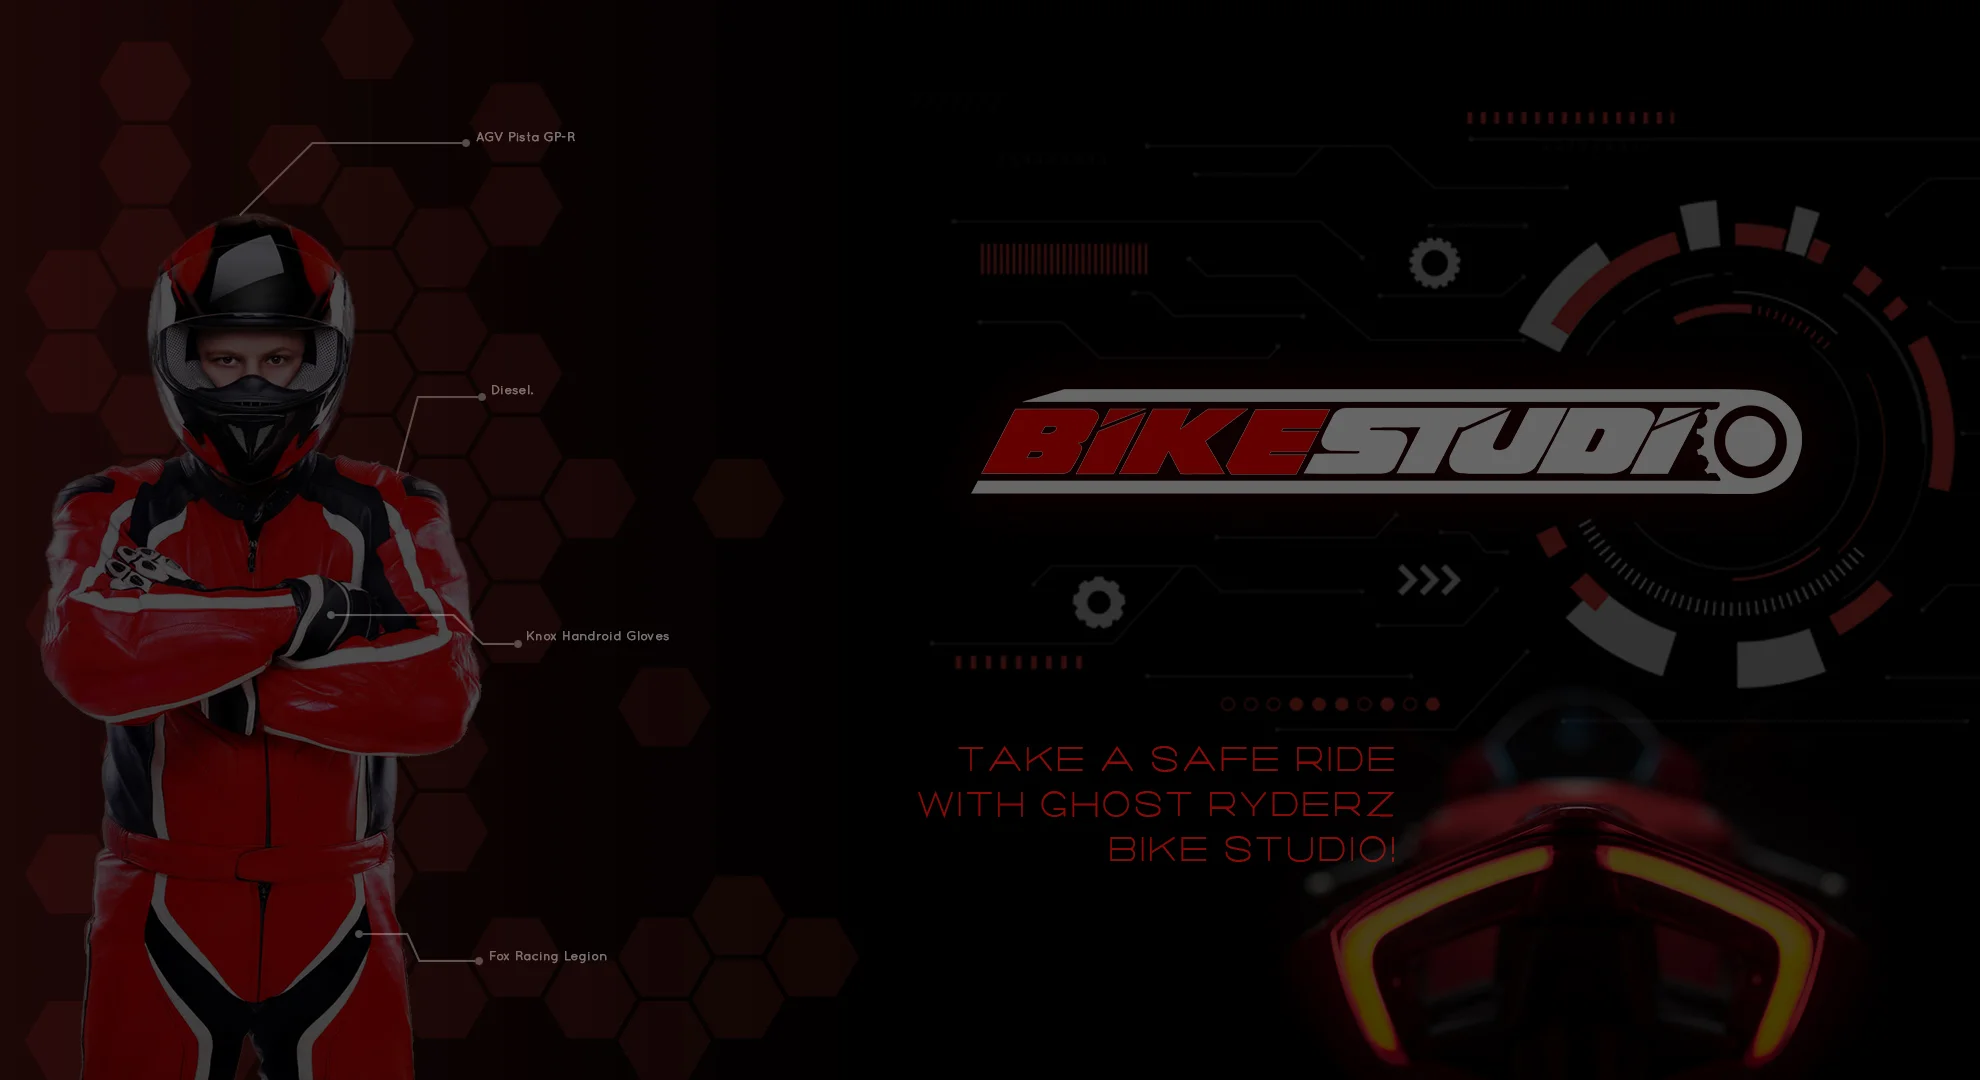 AGV Pista GP-R
Diesel.
Knox Handroid Gloves
Fox Racing Legion
BIKESTUDIO
TAKE A SAFE RIDE
WITH GHOST RYDERZ
BIKE STUDIO!